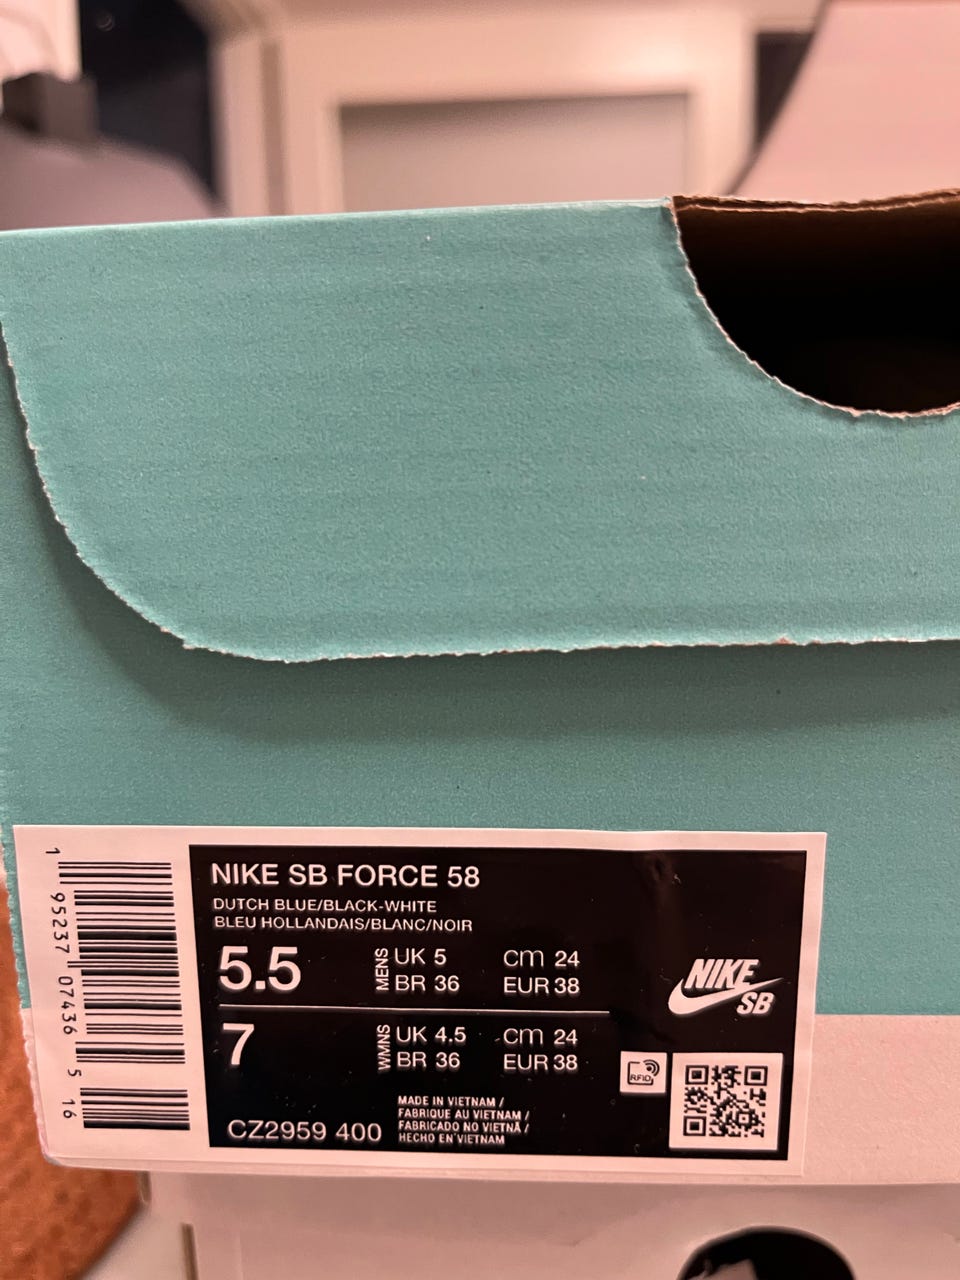 NIKE SB FORCE 58
DUTCH BLUE/BLACK-WHITE
BLEU HOLLANDAIS/BLANC/NOIR
5.5 MENS UK 5 cm 24
BR 36 EUR 38
7 WMNS UK 4.5 cm 24
BR 36 EUR 38
CZ2959 400
MADE IN VIETNAM /
FABRIQUE AU VIETNAM /
FABRICADO NO VIETNÃ /
HECHO EN VIETNAM
NIKE
SB
RFID
1 95237 07436 5 16